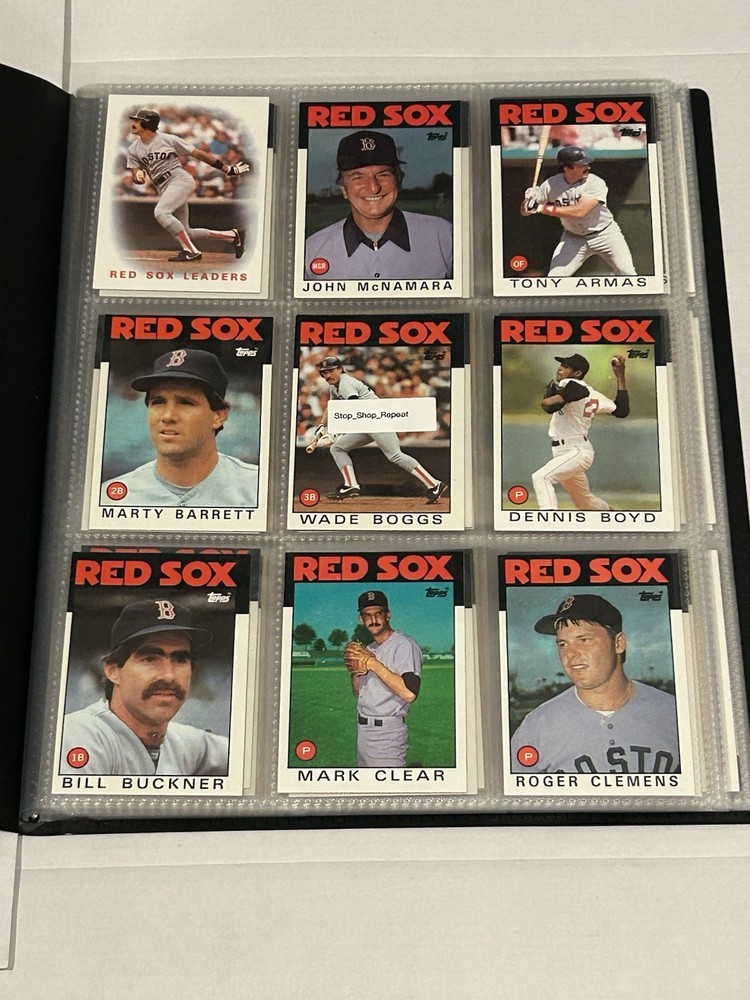 RED SOX LEADERS
RED SOX
Topps
B
MGR
JOHN McNAMARA
RED SOX
Topps
OF
TONY ARMAS
RED SOX
Topps
B
2B
MARTY BARRETT
RED SOX
Topps
Stop_Shop_Repeat
3B
WADE BOGGS
RED SOX
Topps
2
P
DENNIS BOYD
RED SOX
Topps
B
1B
BILL BUCKNER
RED SOX
Topps
B
P
MARK CLEAR
RED SOX
Topps
B
P
OSTO
ROGER CLEMENS